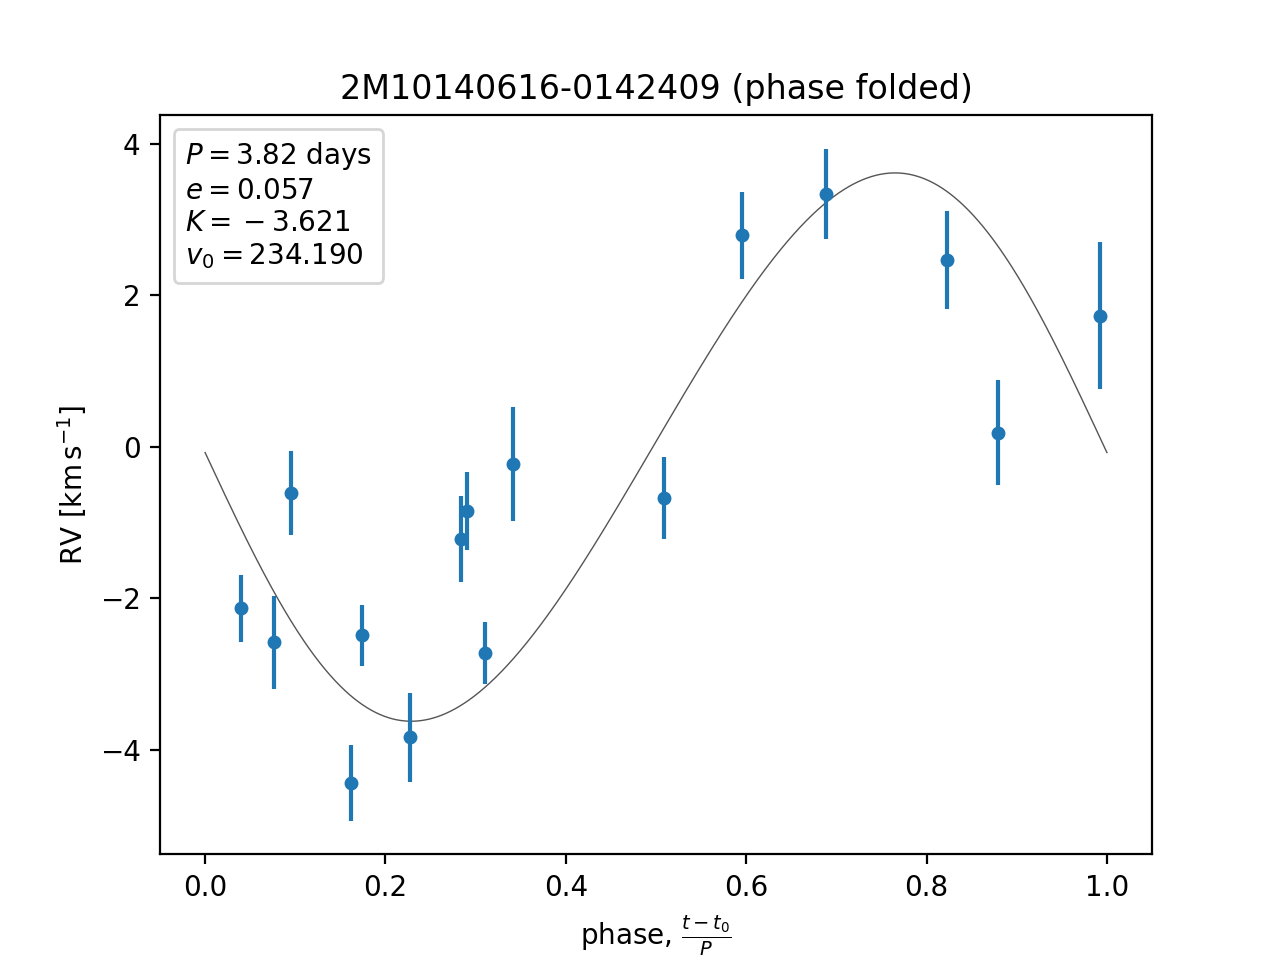 2M10140616-0142409 (phase folded)
P = 3.82 days
e = 0.057
K = −3.621
v₀ = 234.190
RV [km s⁻¹]
4
2
0
−2
−4
0.0 0.2 0.4 0.6 0.8 1.0
phase, (t − t₀)/P